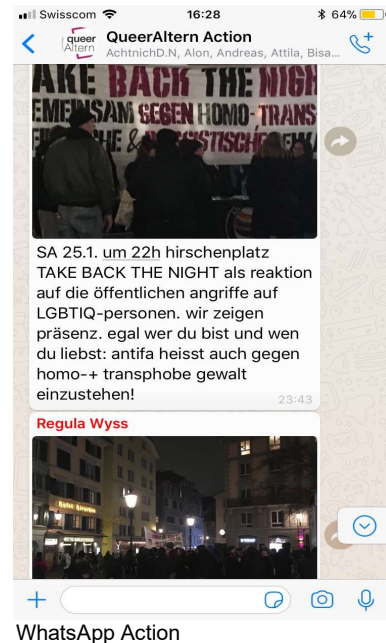 Swisscom 16:28 64%
queer Altern QueerAltern Action
AchtnichD.N, Alon, Andreas, Attila, Bisa...
TAKE BACK THE NIGH
EMEINSAM GEGEN HOMO-, TRANS
SA 25.1. um 22h hirschenplatz
TAKE BACK THE NIGHT als reaktion
auf die öffentlichen angriffe auf
LGBTIQ-personen. wir zeigen
präsenz. egal wer du bist und wen
du liebst: antifa heisst auch gegen
homo-+ transphobe gewalt
einzustehen!
23:43
Regula Wyss
WhatsApp Action